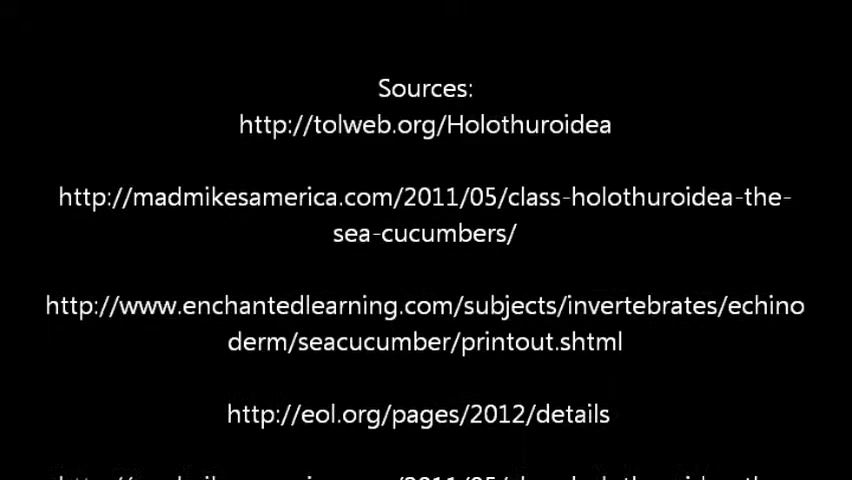 Sources:
http://tolweb.org/Holothuroidea
http://madmikesamerica.com/2011/05/class-holothuroidea-the-
sea-cucumbers/
http://www.enchantedlearning.com/subjects/invertebrates/echino
derm/seacucumber/printout.shtml
http://eol.org/pages/2012/details